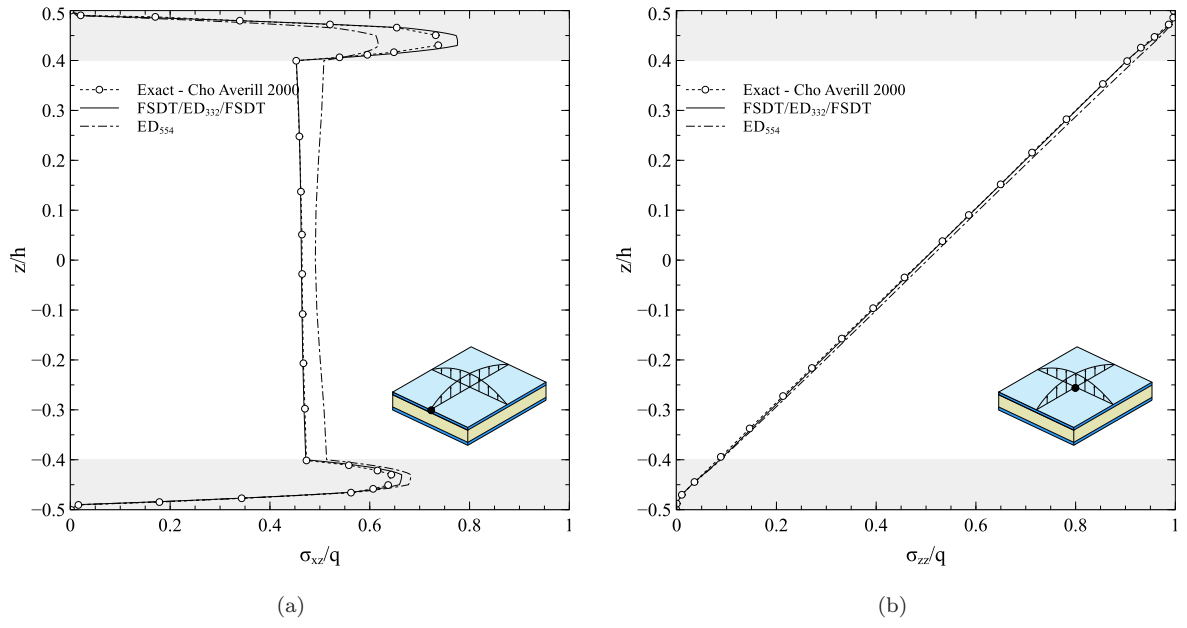 0.5
0.4
0.3
0.2
0.1
0
−0.1
−0.2
−0.3
−0.4
−0.5
z/h
Exact - Cho Averill 2000
FSDT/ED₃₃₂/FSDT
ED₅₅₄
0 0.2 0.4 0.6 0.8 1
σxz/q
(a)
0.5
0.4
0.3
0.2
0.1
0
−0.1
−0.2
−0.3
−0.4
−0.5
z/h
Exact - Cho Averill 2000
FSDT/ED₃₃₂/FSDT
ED₅₅₄
0 0.2 0.4 0.6 0.8 1
σzz/q
(b)